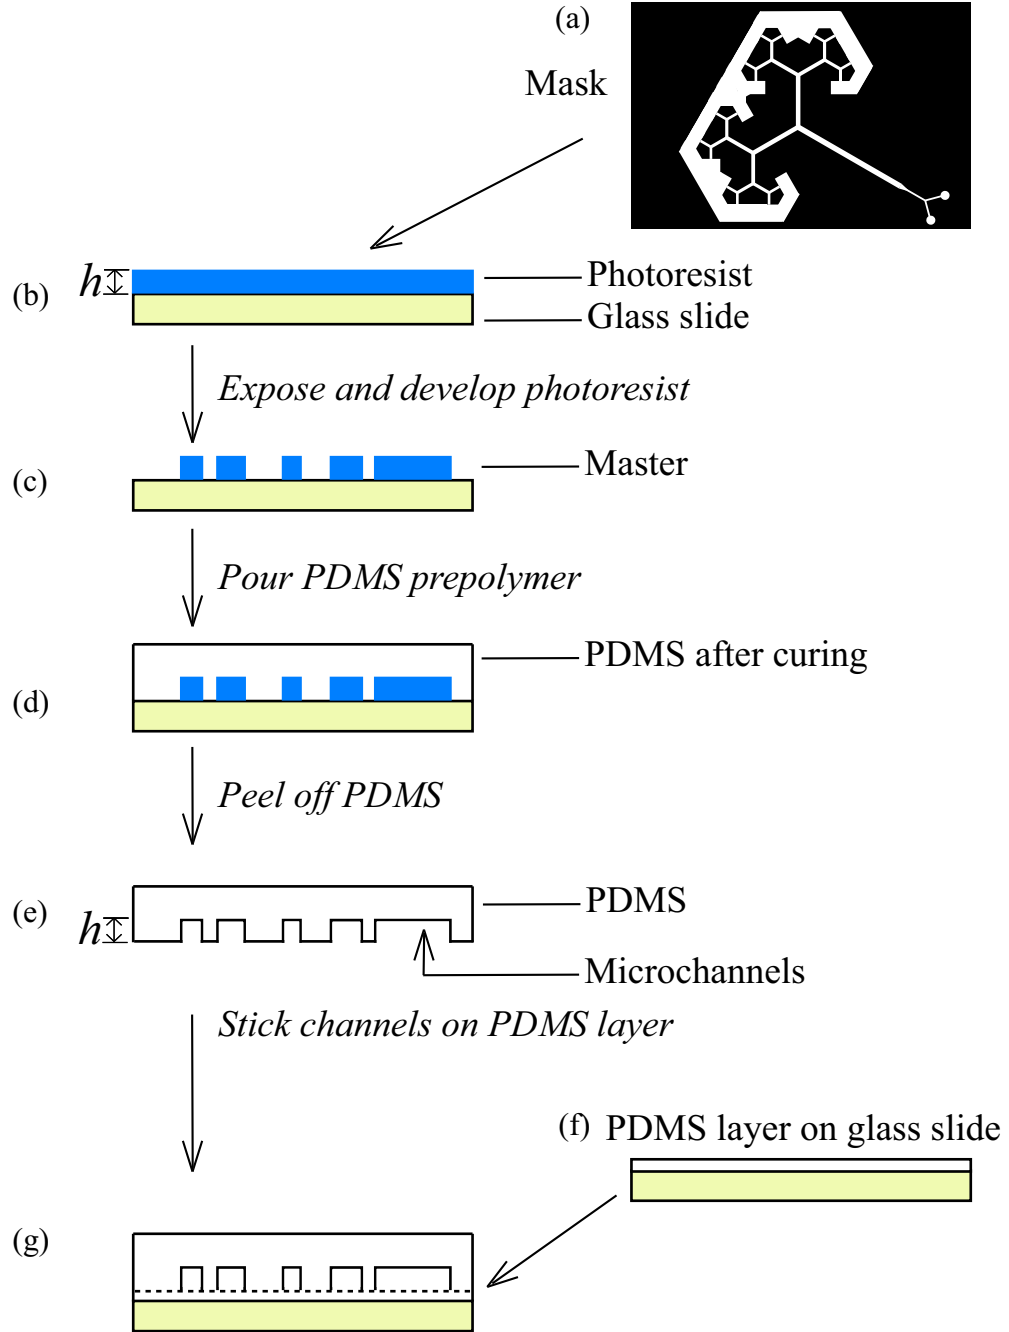 (a)
Mask
h
(b)
Photoresist
Glass slide
Expose and develop photoresist
(c)
Master
Pour PDMS prepolymer
PDMS after curing
(d)
Peel off PDMS
(e)
h
PDMS
Microchannels
Stick channels on PDMS layer
(f) PDMS layer on glass slide
(g)